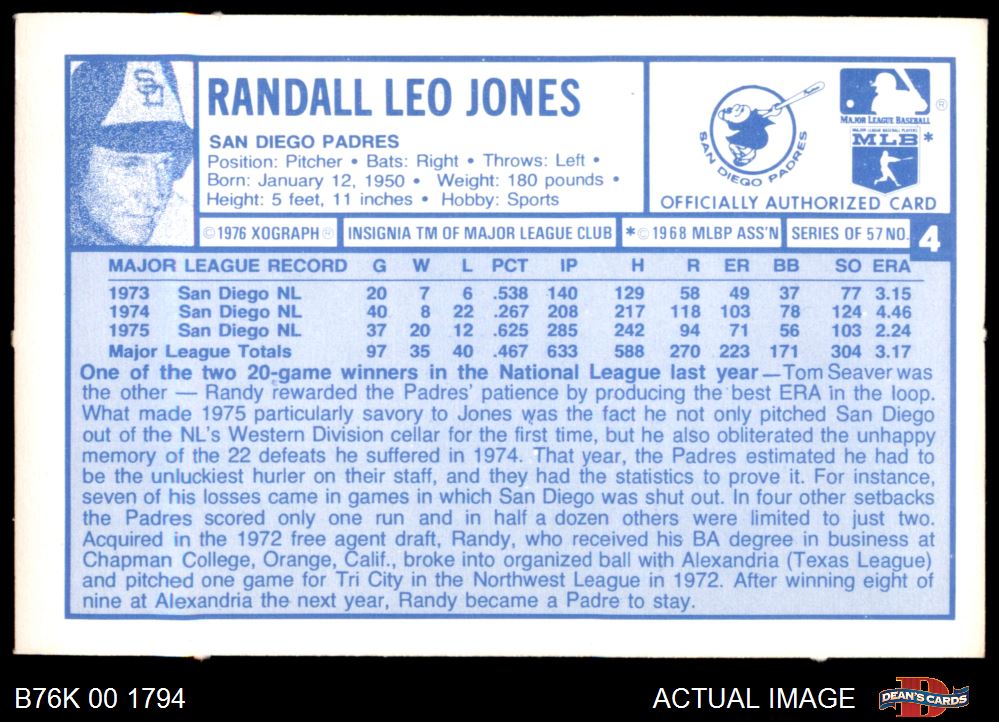 SD
RANDALL LEO JONES
SAN DIEGO PADRES
Position: Pitcher • Bats: Right • Throws: Left •
Born: January 12, 1950 • Weight: 180 pounds •
Height: 5 feet, 11 inches • Hobby: Sports
SAN DIEGO PADRES
®
MAJOR LEAGUE BASEBALL
MAJOR LEAGUE BASEBALL PLAYERS
MLB *
OFFICIALLY AUTHORIZED CARD
©1976 XOGRAPH® INSIGNIA TM OF MAJOR LEAGUE CLUB *©1968 MLBP ASS'N SERIES OF 57 NO. 4
MAJOR LEAGUE RECORD G W L PCT IP H R ER BB SO ERA
1973 San Diego NL 20 7 6 .538 140 129 58 49 37 77 3.15
1974 San Diego NL 40 8 22 .267 208 217 118 103 78 124 4.46
1975 San Diego NL 37 20 12 .625 285 242 94 71 56 103 2.24
Major League Totals 97 35 40 .467 633 588 270 223 171 304 3.17
One of the two 20-game winners in the National League last year — Tom Seaver was
the other — Randy rewarded the Padres' patience by producing the best ERA in the loop.
What made 1975 particularly savory to Jones was the fact he not only pitched San Diego
out of the NL's Western Division cellar for the first time, but he also obliterated the unhappy
memory of the 22 defeats he suffered in 1974. That year, the Padres estimated he had to
be the unluckiest hurler on their staff, and they had the statistics to prove it. For instance,
seven of his losses came in games in which San Diego was shut out. In four other setbacks
the Padres scored only one run and in half a dozen others were limited to just two.
Acquired in the 1972 free agent draft, Randy, who received his BA degree in business at
Chapman College, Orange, Calif., broke into organized ball with Alexandria (Texas League)
and pitched one game for Tri City in the Northwest League in 1972. After winning eight of
nine at Alexandria the next year, Randy became a Padre to stay.
B76K 00 1794
ACTUAL IMAGE
D
DEAN'S CARDS